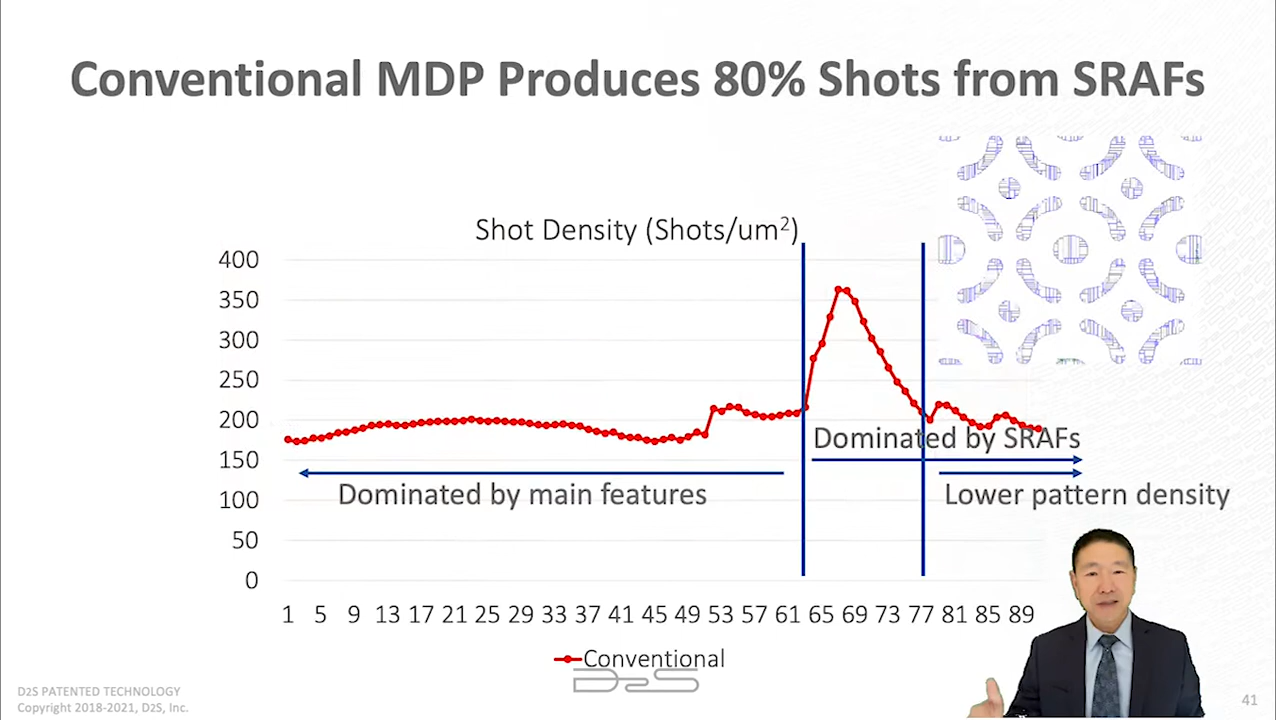 Conventional MDP Produces 80% Shots from SRAFs
Shot Density (Shots/um²)
400
350
300
250
200
150
100
50
0
Dominated by SRAFs
Dominated by main features
Lower pattern density
1 5 9 13 17 21 25 29 33 37 41 45 49 53 57 61 65 69 73 77 81 85 89
Conventional
D2S
D2S PATENTED TECHNOLOGY
Copyright 2018-2021, D2S, Inc.
41